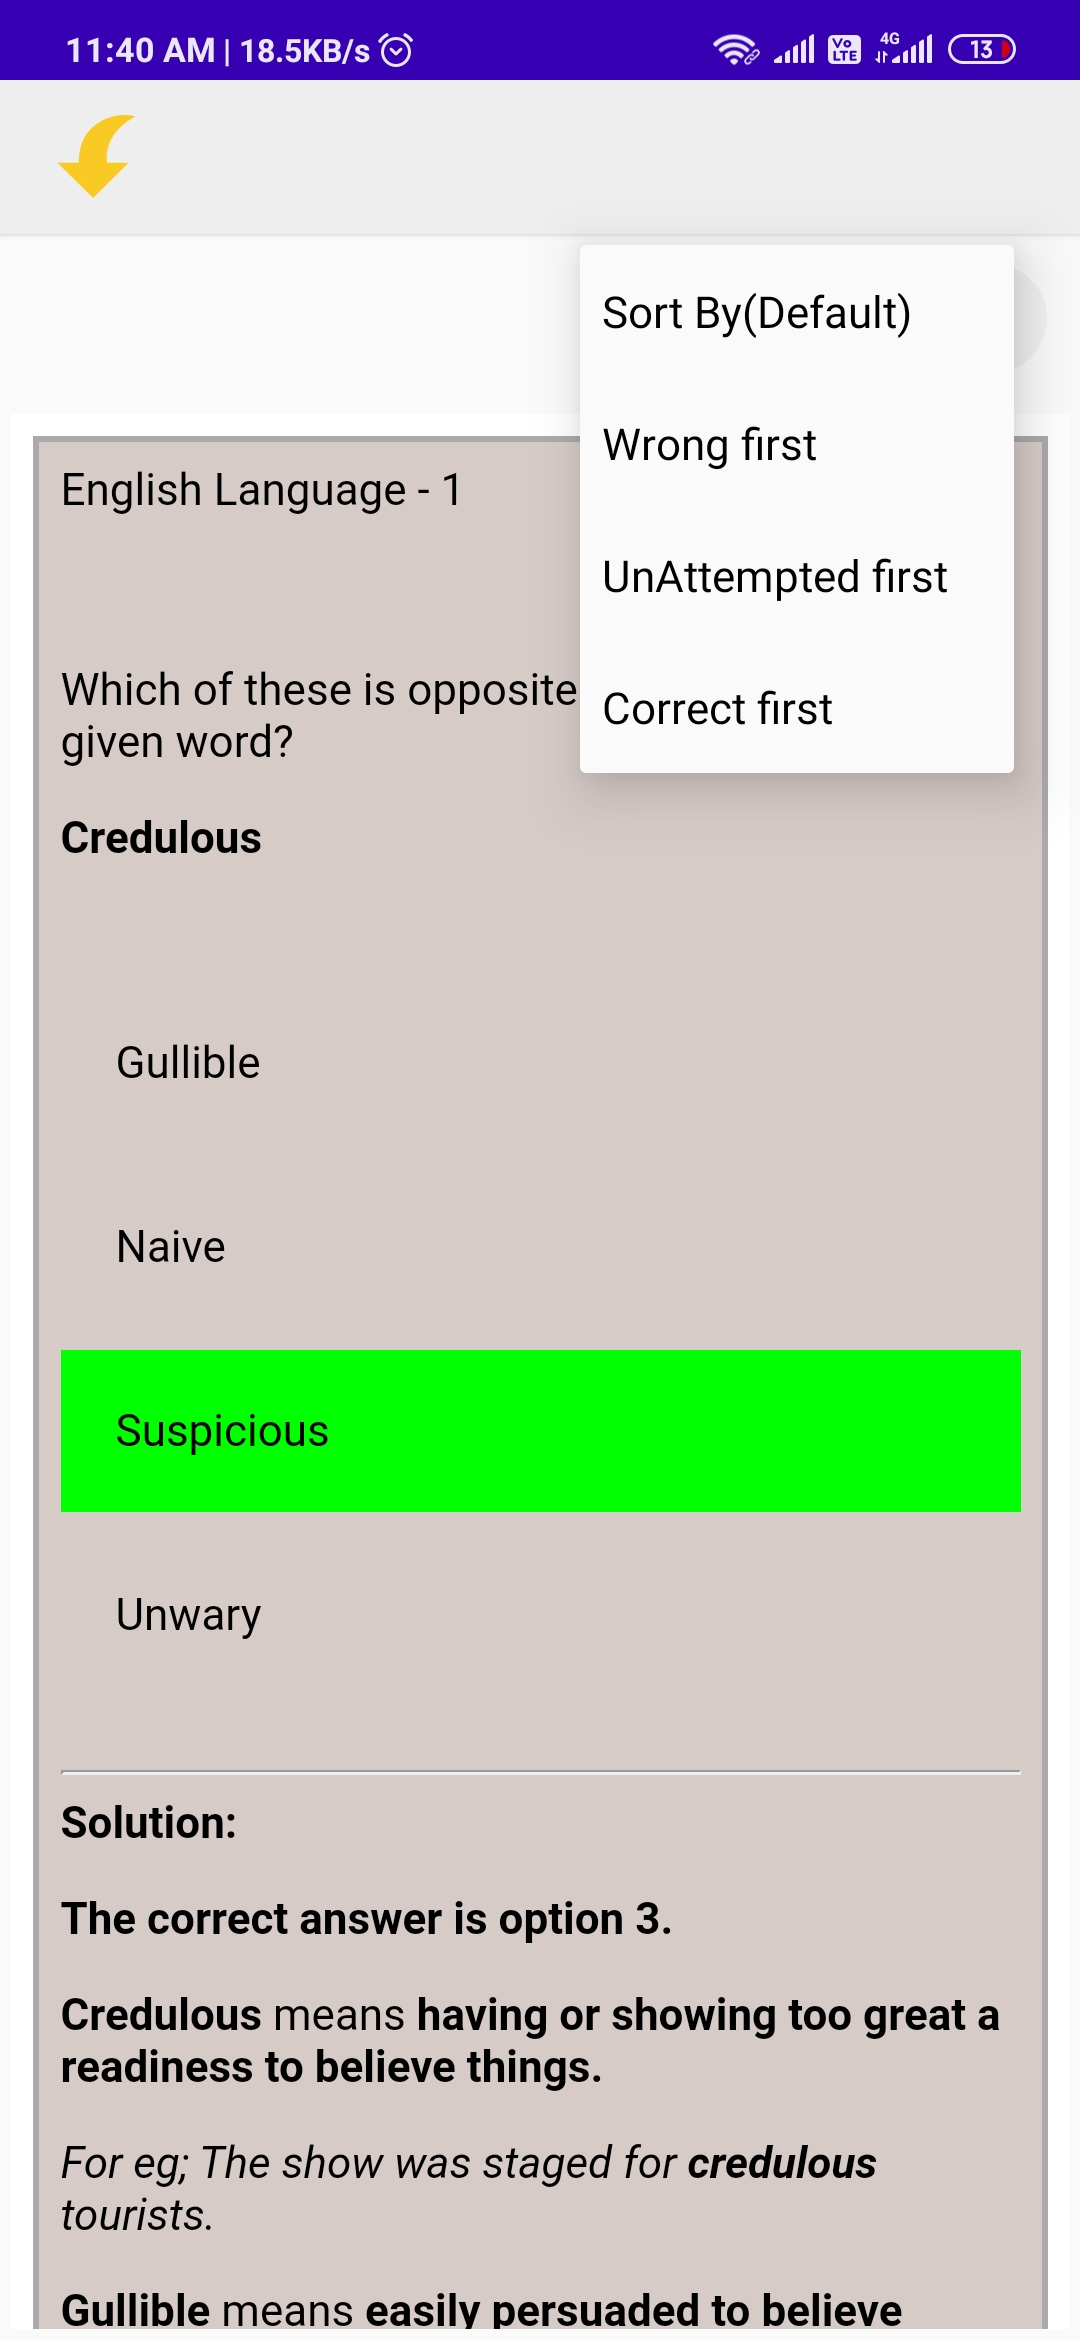 11:40 AM | 18.5KB/s
Vo LTE
4G
13
Sort By(Default)
Wrong first
UnAttempted first
Correct first
English Language - 1
Which of these is opposite
given word?
Credulous
Gullible
Naive
Suspicious
Unwary
Solution:
The correct answer is option 3.
Credulous means having or showing too great a
readiness to believe things.
For eg; The show was staged for credulous
tourists.
Gullible means easily persuaded to believe